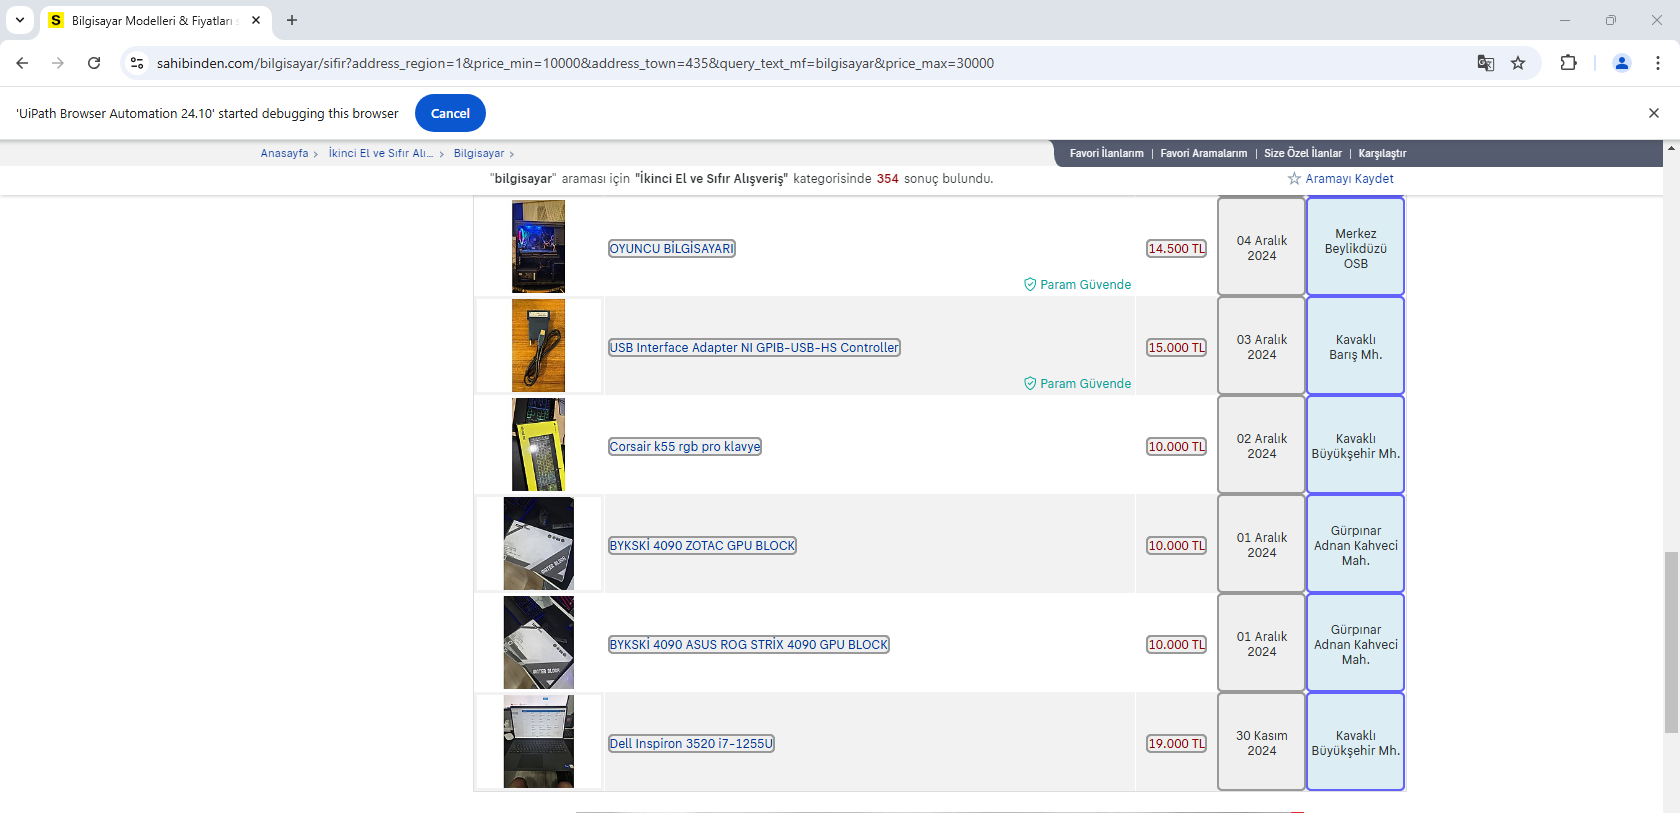 Bilgisayar Modelleri & Fiyatları s
sahibinden.com/bilgisayar/sifir?address_region=1&price_min=10000&address_town=435&query_text_mf=bilgisayar&price_max=30000
'UiPath Browser Automation 24.10' started debugging this browser
Cancel
Anasayfa > İkinci El ve Sıfır Alı... > Bilgisayar >
Favori İlanlarım | Favori Aramalarım | Size Özel İlanlar | Karşılaştır
"bilgisayar" araması için "İkinci El ve Sıfır Alışveriş" kategorisinde 354 sonuç bulundu.
Aramayı Kaydet
OYUNCU BİLGİSAYARI
14.500 TL
04 Aralık
2024
Merkez
Beylikdüzü
OSB
Param Güvende
USB Interface Adapter NI GPIB-USB-HS Controller
15.000 TL
03 Aralık
2024
Kavaklı
Barış Mh.
Param Güvende
Corsair k55 rgb pro klavye
10.000 TL
02 Aralık
2024
Kavaklı
Büyükşehir Mh.
BYKSKİ 4090 ZOTAC GPU BLOCK
10.000 TL
01 Aralık
2024
Gürpınar
Adnan Kahveci
Mah.
BYKSKİ 4090 ASUS ROG STRİX 4090 GPU BLOCK
10.000 TL
01 Aralık
2024
Gürpınar
Adnan Kahveci
Mah.
Dell Inspiron 3520 i7-1255U
19.000 TL
30 Kasım
2024
Kavaklı
Büyükşehir Mh.